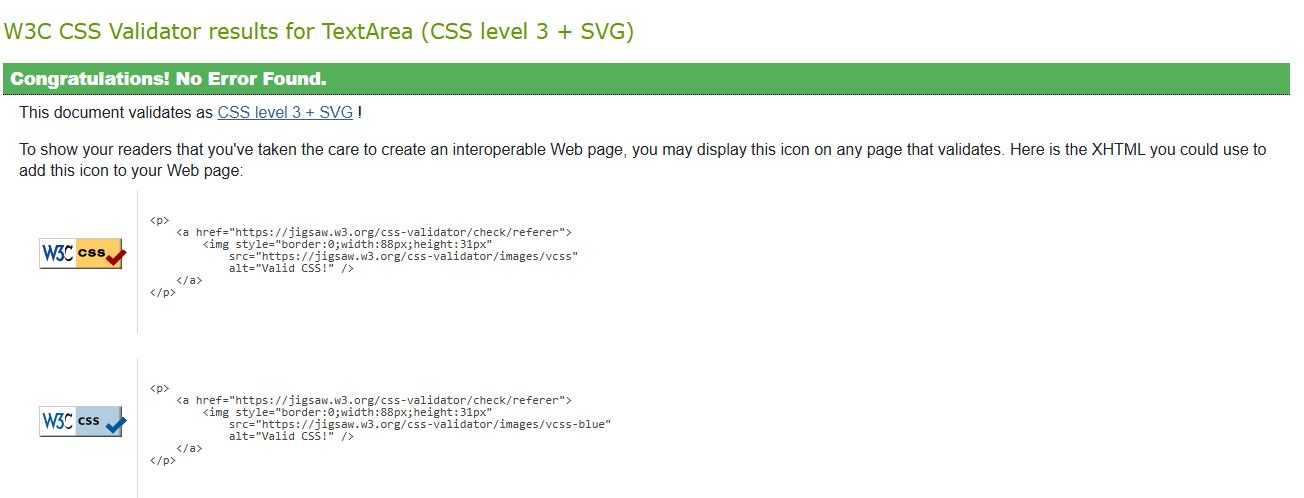 W3C CSS Validator results for TextArea (CSS level 3 + SVG)
Congratulations! No Error Found.
This document validates as CSS level 3 + SVG !
To show your readers that you've taken the care to create an interoperable Web page, you may display this icon on any page that validates. Here is the XHTML you could use to
add this icon to your Web page:
W3C css
<p>
    <a href="https://jigsaw.w3.org/css-validator/check/referer">
        <img style="border:0;width:88px;height:31px"
            src="https://jigsaw.w3.org/css-validator/images/vcss"
            alt="Valid CSS!" />
    </a>
</p>
W3C css
<p>
    <a href="https://jigsaw.w3.org/css-validator/check/referer">
        <img style="border:0;width:88px;height:31px"
            src="https://jigsaw.w3.org/css-validator/images/vcss-blue"
            alt="Valid CSS!" />
    </a>
</p>